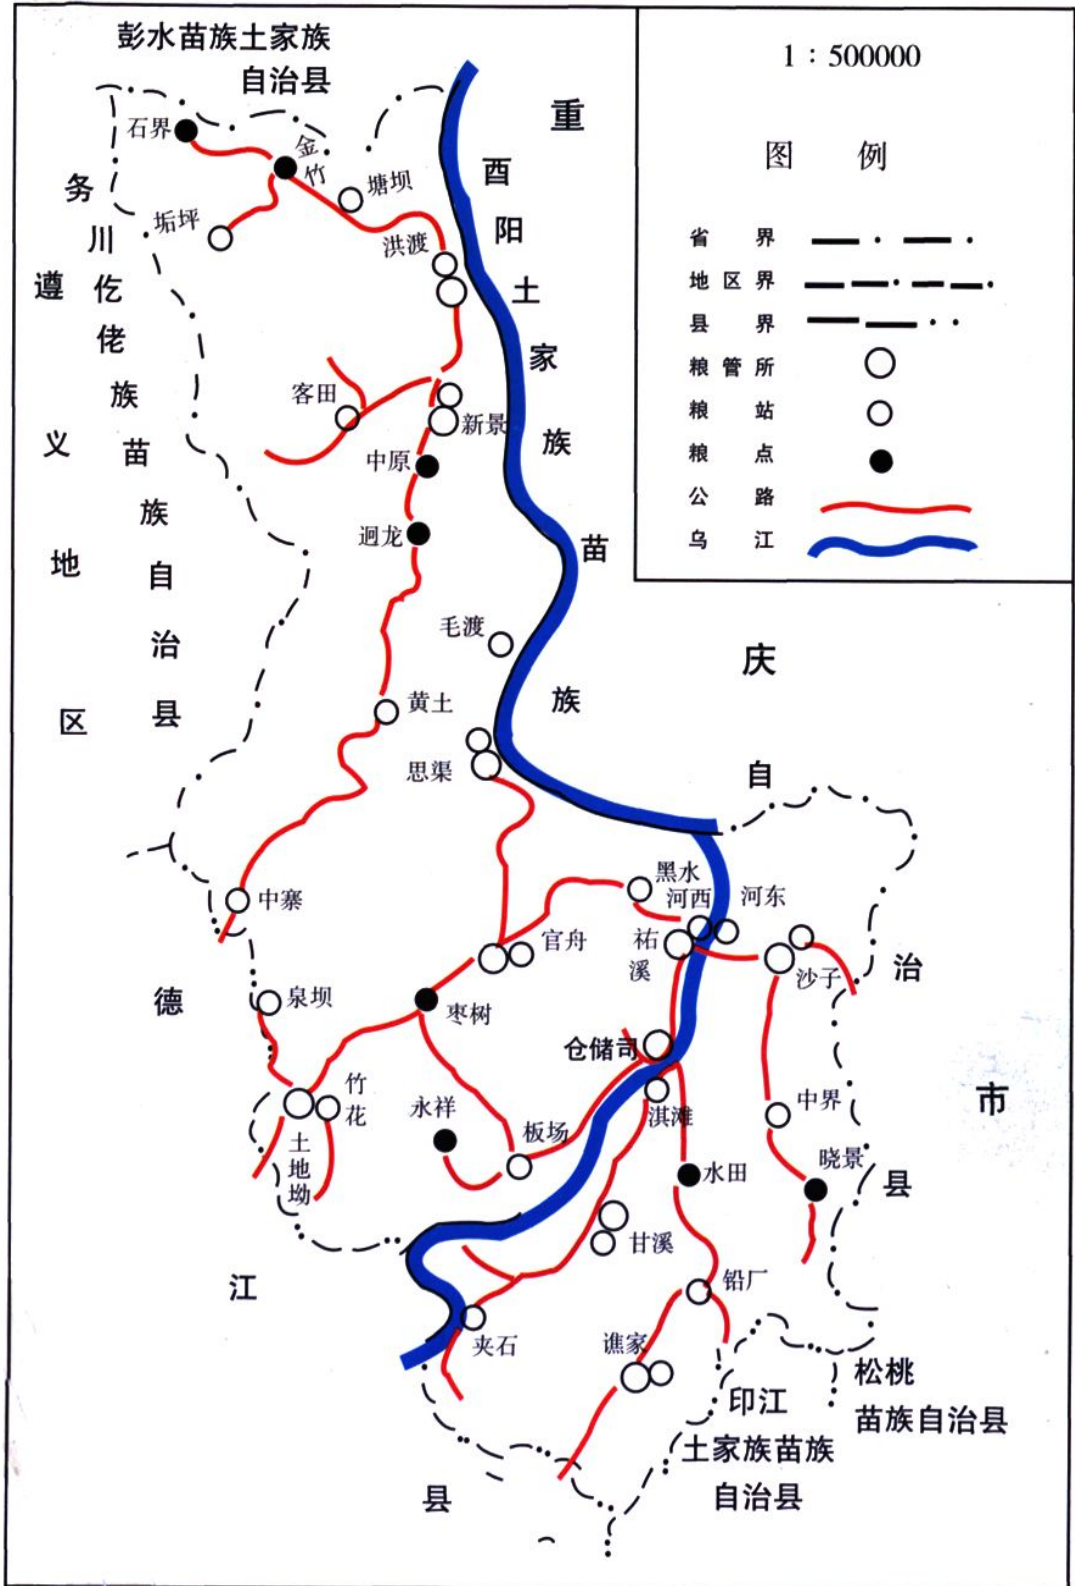 彭水苗族土家族
自治县
1：500000
图例
省界
地区界
县界
粮管所
粮站
粮点
公路
乌江
重庆市
酉阳土家族苗族自治县
遵义地区
务川仡佬族苗族自治县
德江县
石界
金竹
塘坝
垢坪
洪渡
客田
新景
中原
迥龙
毛渡
黄土
思渠
中寨
黑水
河西
河东
官舟
祐溪
沙子
泉坝
枣树
仓储司
竹花
永祥
板场
淇滩
中界
土地坳
水田
晓景
甘溪
铅厂
夹石
谯家
松桃
苗族自治县
印江
土家族苗族
自治县